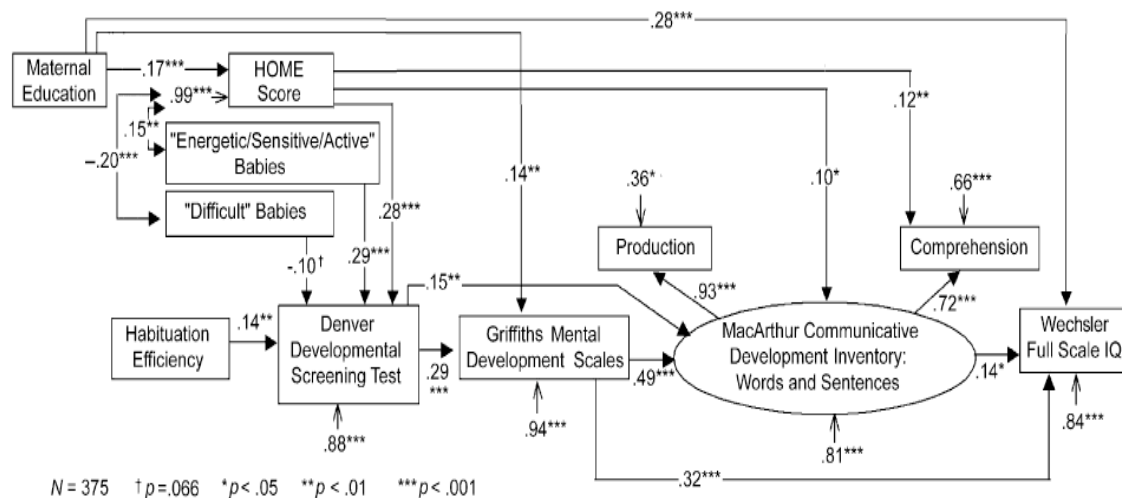 .28***
Maternal
Education
.17***
HOME
Score
.99***
.15**
–.20***
"Energetic/Sensitive/Active"
Babies
.12**
.14**
.10*
.36*
.66***
"Difficult" Babies
.28***
Production
Comprehension
.29***
-.10†
.15**
.93***
.72***
Habituation
Efficiency
.14**
Denver
Developmental
Screening Test
.29
***
Griffiths Mental
Development Scales
.49***
MacArthur Communicative
Development Inventory:
Words and Sentences
.14*
Wechsler
Full Scale IQ
.88***
.94***
.81***
.84***
.32***
N = 375 †p=.066 *p< .05 **p< .01 ***p< .001